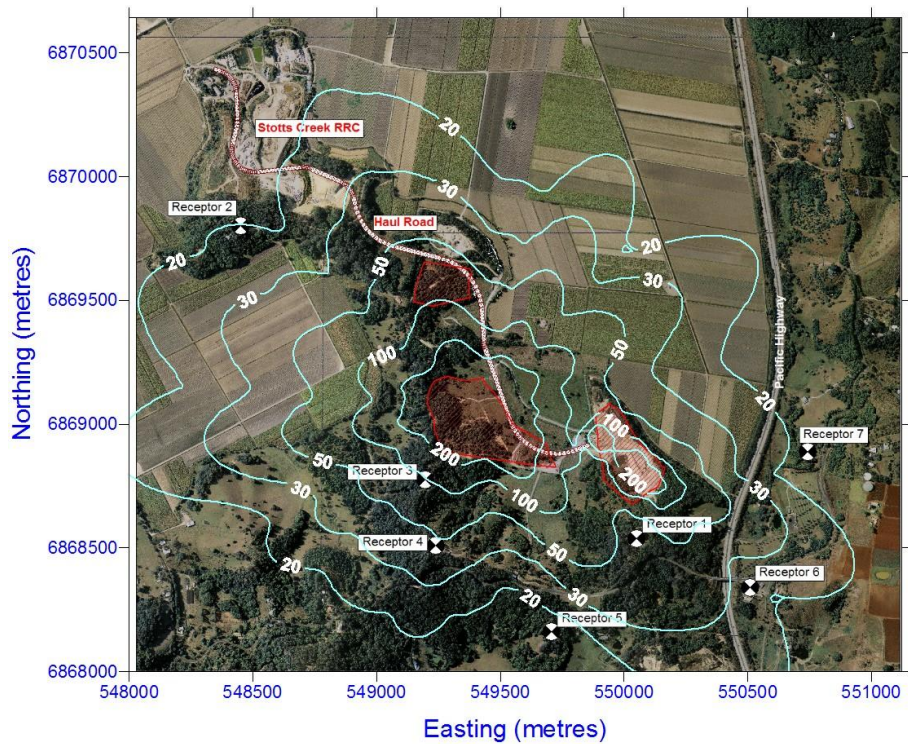 6870500
6870000
6869500
6869000
6868500
6868000
Northing (metres)
548000
548500
549000
549500
550000
550500
551000
Easting (metres)
Stotts Creek RRC
Haul Road
Pacific Highway
Receptor 2
Receptor 3
Receptor 4
Receptor 1
Receptor 5
Receptor 6
Receptor 7
20
30
20
20
30
30
50
50
100
100
200
200
50
30
100
50
30
20
20
30
20